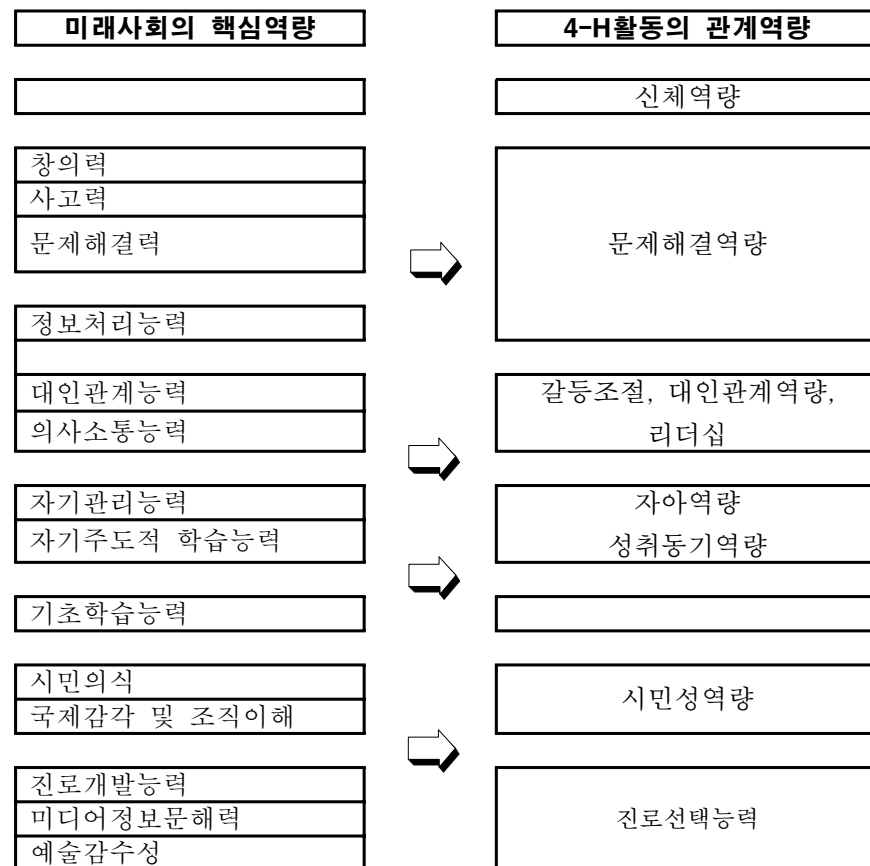 미래사회의 핵심역량
4-H활동의 관계역량
신체역량
창의력
사고력
문제해결력
문제해결역량
정보처리능력
대인관계능력
의사소통능력
갈등조절, 대인관계역량,
리더십
자기관리능력
자기주도적 학습능력
자아역량
성취동기역량
기초학습능력
시민의식
국제감각 및 조직이해
시민성역량
진로개발능력
미디어정보문해력
예술감수성
진로선택능력